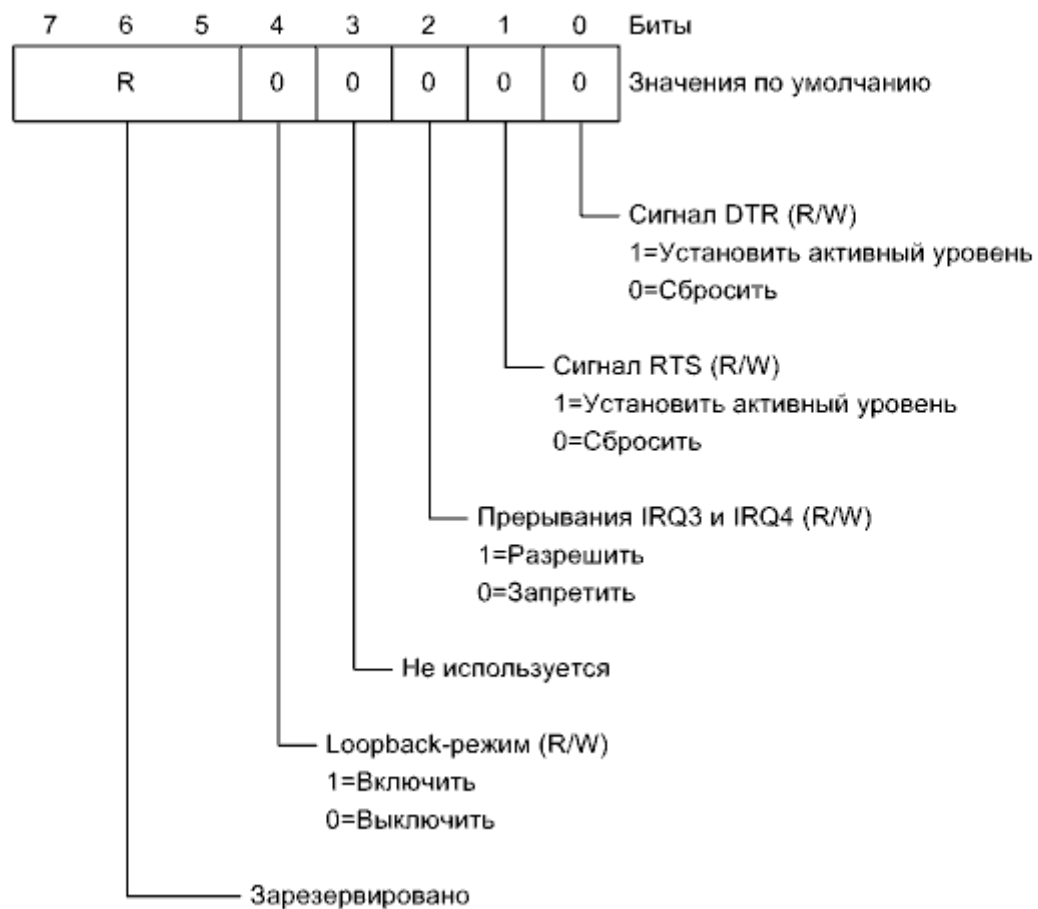 7 6 5 4 3 2 1 0 Биты
R 0 0 0 0 0 Значения по умолчанию
Сигнал DTR (R/W)
1=Установить активный уровень
0=Сбросить
Сигнал RTS (R/W)
1=Установить активный уровень
0=Сбросить
Прерывания IRQ3 и IRQ4 (R/W)
1=Разрешить
0=Запретить
Не используется
Loopback-режим (R/W)
1=Включить
0=Выключить
Зарезервировано